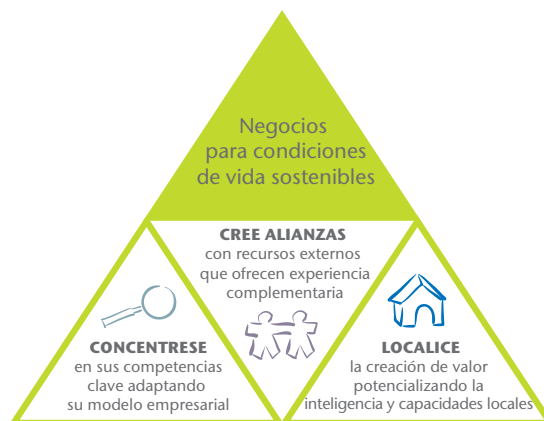 Negocios
para condiciones
de vida sostenibles
CREE ALIANZAS
con recursos externos
que ofrecen experiencia
complementaria
CONCENTRESE
en sus competencias
clave adaptando
su modelo empresarial
LOCALICE
la creación de valor
potencializando la
inteligencia y capacidades locales